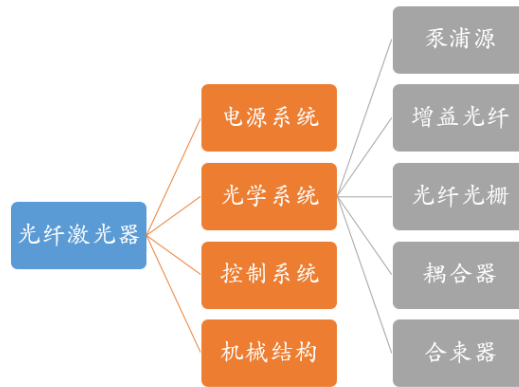 光纤激光器
电源系统
光学系统
控制系统
机械结构
泵浦源
增益光纤
光纤光栅
耦合器
合束器